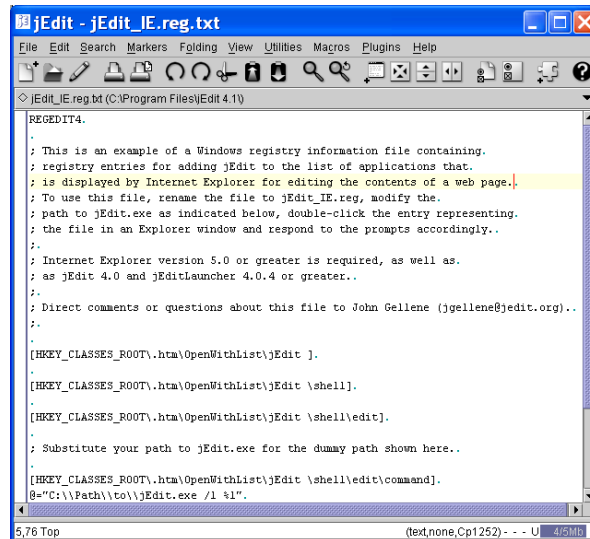 jEdit - jEdit_IE.reg.txt
File Edit Search Markers Folding View Utilities Macros Plugins Help
jEdit_IE.reg.txt (C:\Program Files\jEdit 4.1\)
REGEDIT4.
.
; This is an example of a Windows registry information file containing.
; registry entries for adding jEdit to the list of applications that.
; is displayed by Internet Explorer for editing the contents of a web page..
; To use this file, rename the file to jEdit_IE.reg, modify the.
; path to jEdit.exe as indicated below, double-click the entry representing.
; the file in an Explorer window and respond to the prompts accordingly..
;.
; Internet Explorer version 5.0 or greater is required, as well as.
; as jEdit 4.0 and jEditLauncher 4.0.4 or greater..
;.
; Direct comments or questions about this file to John Gellene (jgellene@jedit.org)..
;.
.
[HKEY_CLASSES_ROOT\.htm\OpenWithList\jEdit ].
.
[HKEY_CLASSES_ROOT\.htm\OpenWithList\jEdit \shell].
.
[HKEY_CLASSES_ROOT\.htm\OpenWithList\jEdit \shell\edit].
.
; Substitute your path to jEdit.exe for the dummy path shown here..
.
[HKEY_CLASSES_ROOT\.htm\OpenWithList\jEdit \shell\edit\command].
@="C:\\Path\\to\\jEdit.exe /l %l".
5,76 Top (text,none,Cp1252) - - - U 4/5Mb